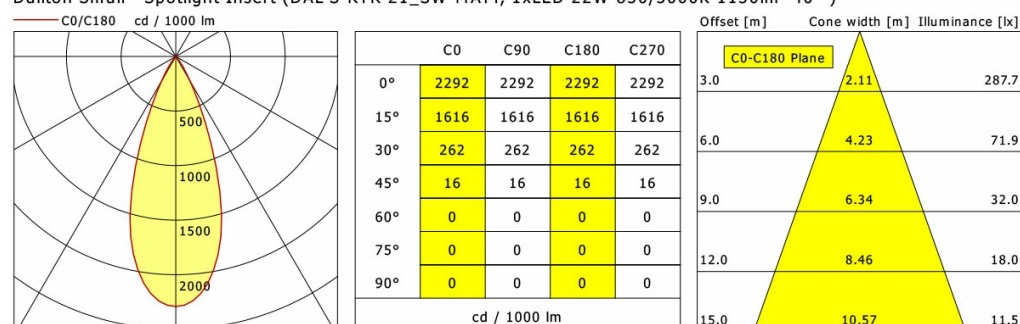 C0/C180 cd / 1000 lm
500
1000
1500
2000
C0 C90 C180 C270
0° 2292 2292 2292 2292
15° 1616 1616 1616 1616
30° 262 262 262 262
45° 16 16 16 16
60° 0 0 0 0
75° 0 0 0 0
90° 0 0 0 0
cd / 1000 lm
Offset [m] Cone width [m] Illuminance [lx]
C0-C180 Plane
3.0 2.11 287.7
6.0 4.23 71.9
9.0 6.34 32.0
12.0 8.46 18.0
15.0 10.57 11.5